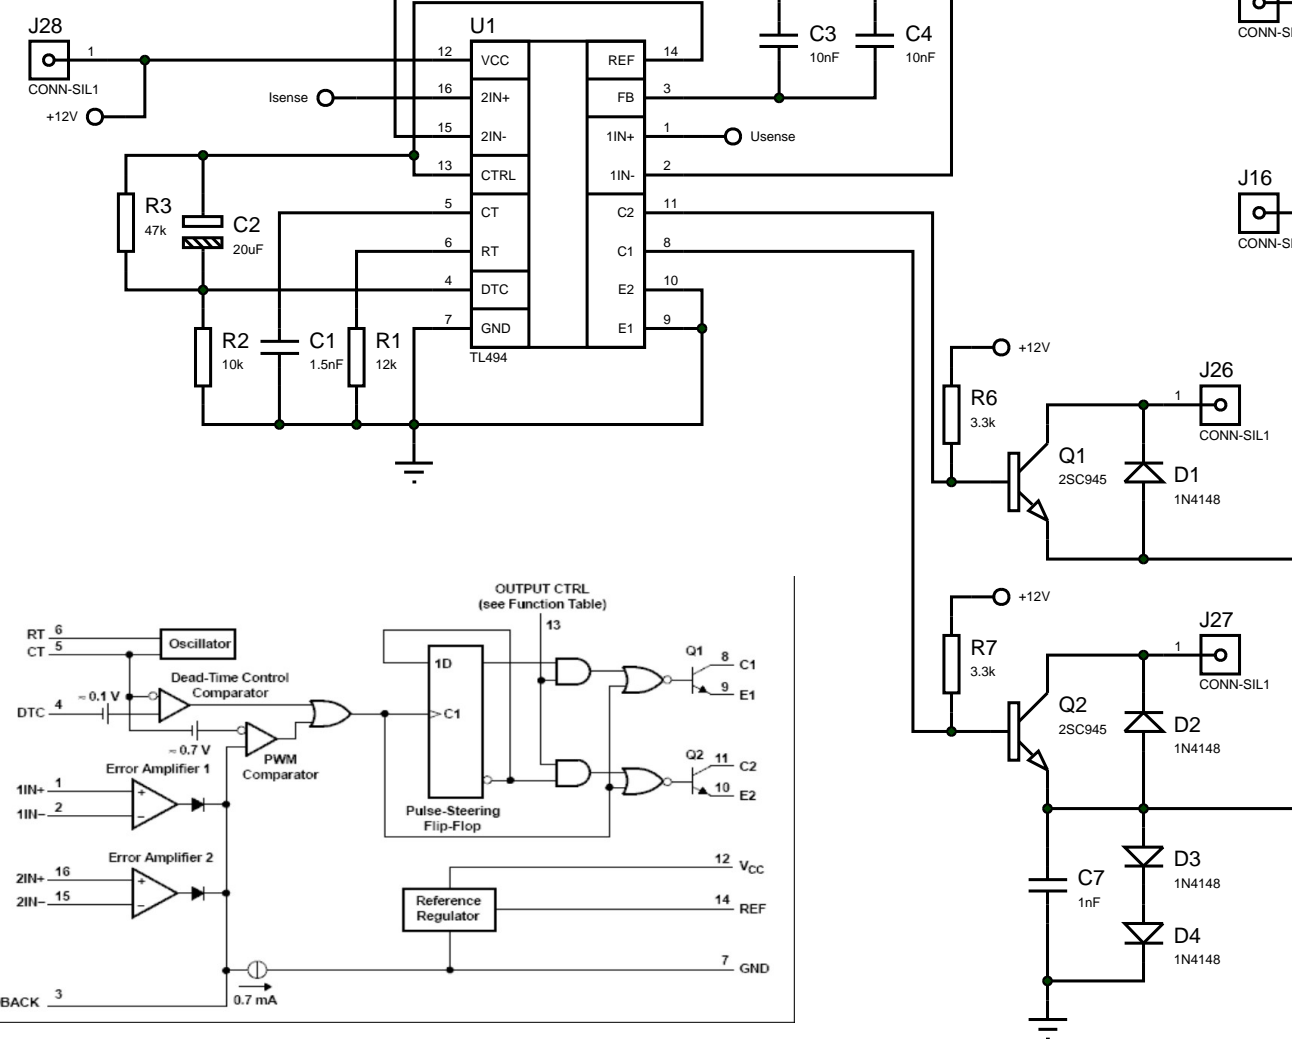 J28
1
CONN-SIL1
+12V
Isense
U1
12 VCC REF 14
16 2IN+ FB 3
15 2IN- 1IN+ 1
Usense
13 CTRL 1IN- 2
5 CT C2 11
6 RT C1 8
4 DTC E2 10
7 GND E1 9
TL494
C3
10nF
C4
10nF
CONN-SI
J16
CONN-SI
R3
47k
C2
20uF
R2
10k
C1
1.5nF
R1
12k
+12V
R6
3.3k
Q1
2SC945
J26
1
CONN-SIL1
D1
1N4148
+12V
R7
3.3k
Q2
2SC945
J27
1
CONN-SIL1
D2
1N4148
C7
1nF
D3
1N4148
D4
1N4148
OUTPUT CTRL
(see Function Table)
13
RT 6
CT 5
Oscillator
Dead-Time Control
Comparator
≈ 0.1 V
DTC 4
≈ 0.7 V
PWM
Comparator
1D
C1
Pulse-Steering
Flip-Flop
Q1
8 C1
9 E1
Q2
11 C2
10 E2
Error Amplifier 1
1IN+ 1
1IN− 2
+
−
Error Amplifier 2
2IN+ 16
2IN− 15
+
−
Reference
Regulator
12 VCC
14 REF
7 GND
0.7 mA
BACK 3